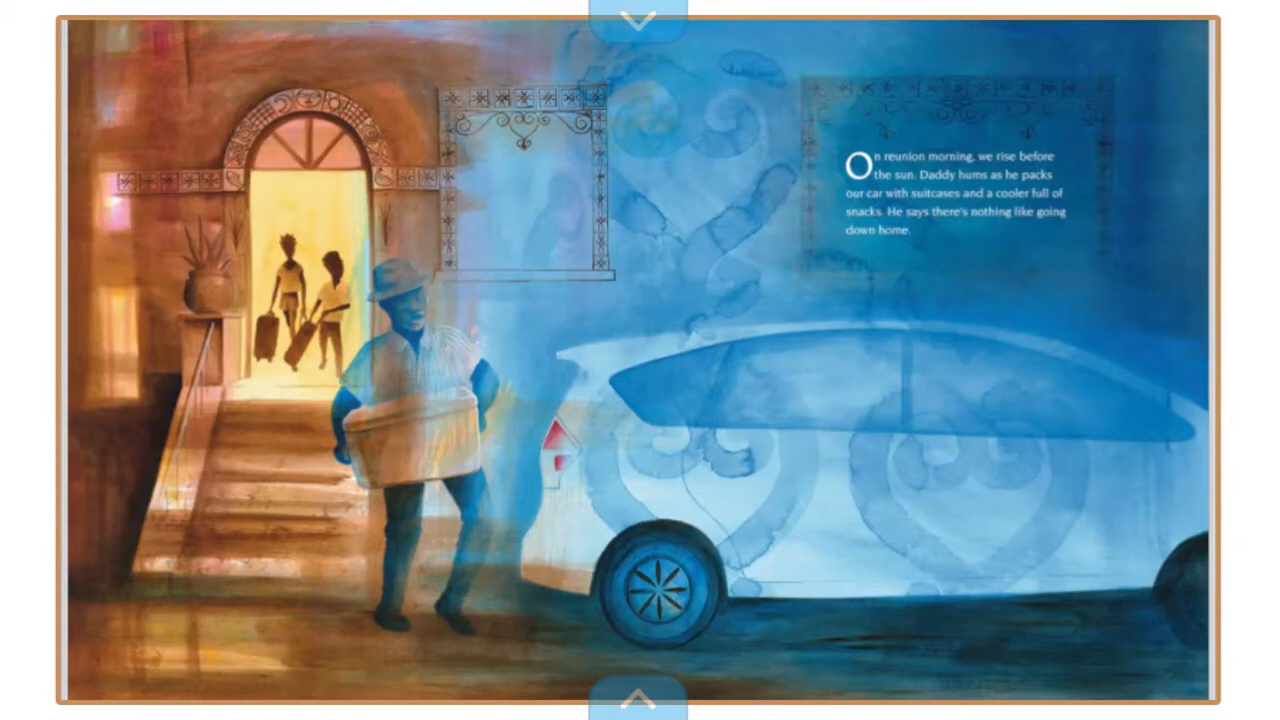 On reunion morning, we rise before
the sun. Daddy hums as he packs
our car with suitcases and a cooler full of
snacks. He says there's nothing like going
down home.